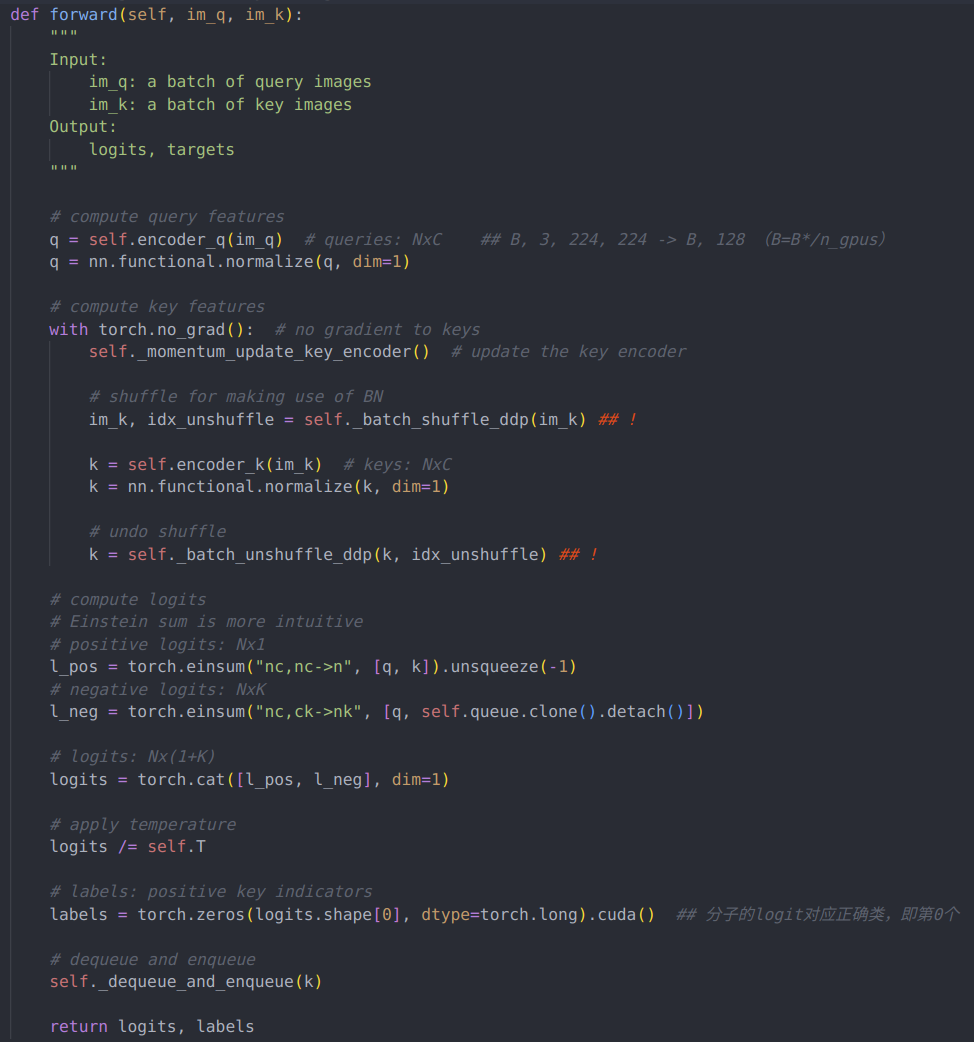 def forward(self, im_q, im_k):
    """
    Input:
        im_q: a batch of query images
        im_k: a batch of key images
    Output:
        logits, targets
    """

    # compute query features
    q = self.encoder_q(im_q)  # queries: NxC    ## B, 3, 224, 224 -> B, 128 （B=B*/n_gpus）
    q = nn.functional.normalize(q, dim=1)

    # compute key features
    with torch.no_grad():  # no gradient to keys
        self._momentum_update_key_encoder()  # update the key encoder

        # shuffle for making use of BN
        im_k, idx_unshuffle = self._batch_shuffle_ddp(im_k) ## !

        k = self.encoder_k(im_k)  # keys: NxC
        k = nn.functional.normalize(k, dim=1)

        # undo shuffle
        k = self._batch_unshuffle_ddp(k, idx_unshuffle) ## !

    # compute logits
    # Einstein sum is more intuitive
    # positive logits: Nx1
    l_pos = torch.einsum("nc,nc->n", [q, k]).unsqueeze(-1)
    # negative logits: NxK
    l_neg = torch.einsum("nc,ck->nk", [q, self.queue.clone().detach()])

    # logits: Nx(1+K)
    logits = torch.cat([l_pos, l_neg], dim=1)

    # apply temperature
    logits /= self.T

    # labels: positive key indicators
    labels = torch.zeros(logits.shape[0], dtype=torch.long).cuda()  ## 分子的logit对应正确类，即第0个

    # dequeue and enqueue
    self._dequeue_and_enqueue(k)

    return logits, labels